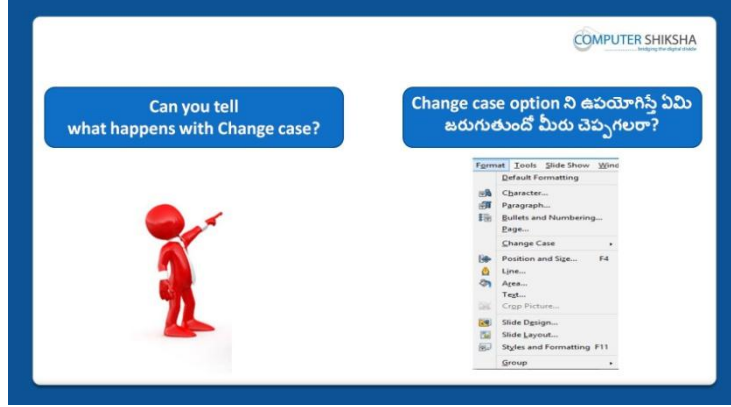 COMPUTER SHIKSHA
bridging the digital divide
Can you tell
what happens with Change case?
Change case option ని ఉపయోగిస్తే ఏమి
జరుగుతుందో మీరు చెప్పగలరా?
Format Tools Slide Show Wind
Default Formatting
Character...
Paragraph...
Bullets and Numbering...
Page...
Change Case
Position and Size... F4
Line...
Area...
Text...
Crop Picture...
Slide Design...
Slide Layout...
Styles and Formatting F11
Group